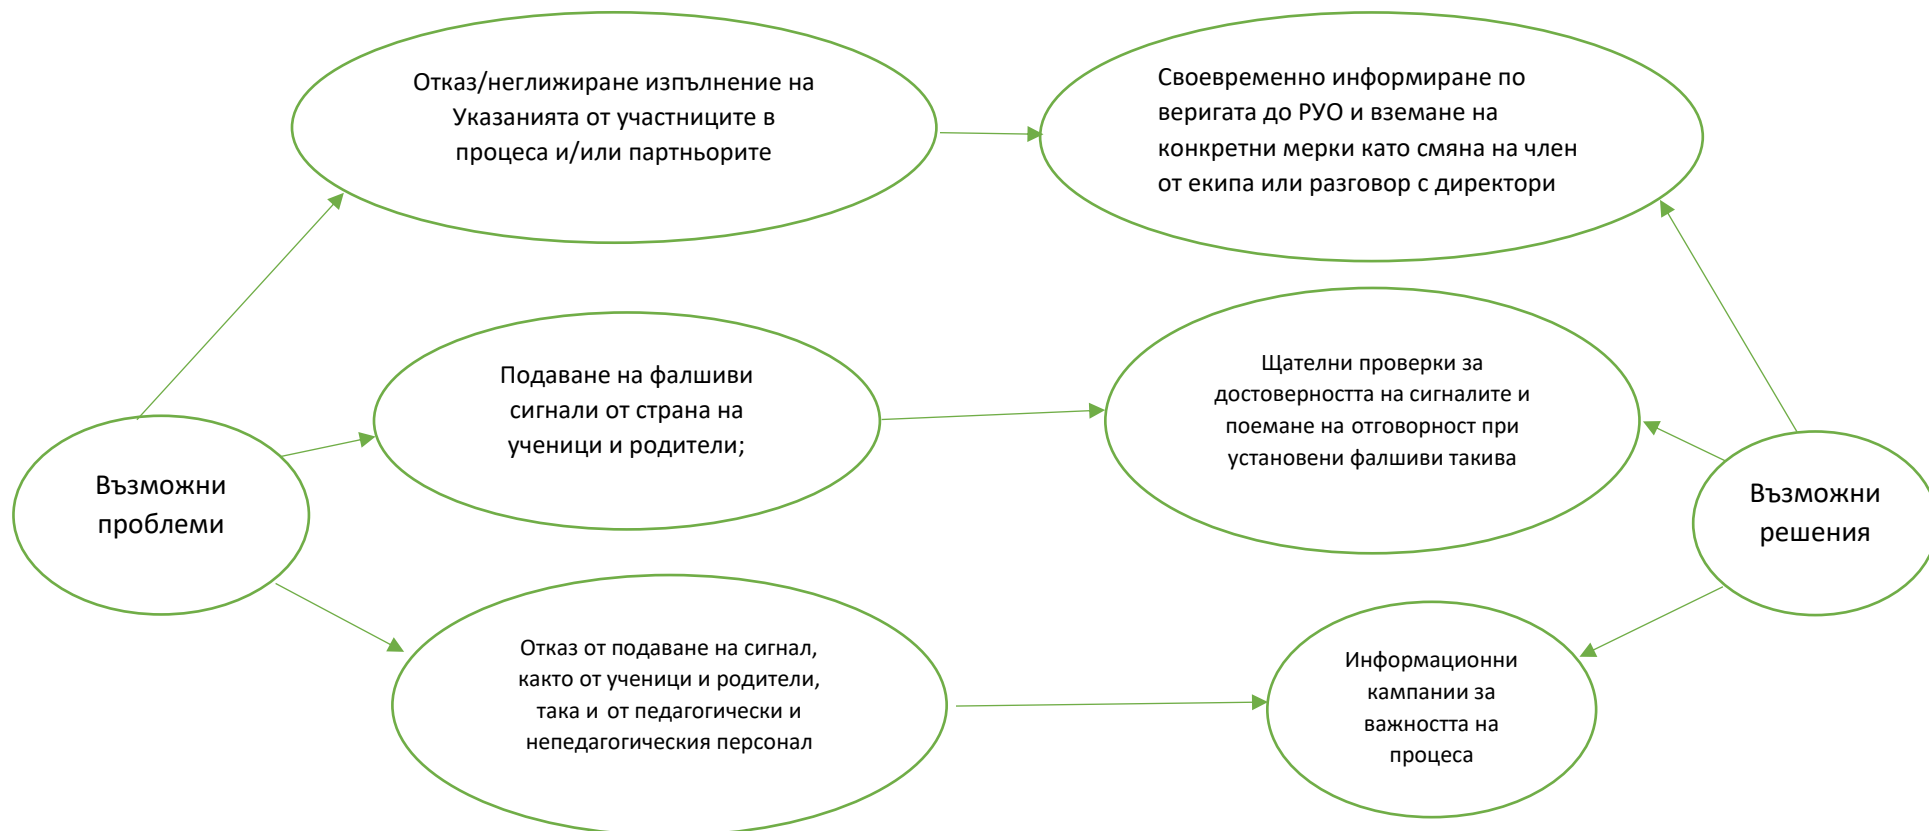 Отказ/неглижиране изпълнение на
Указанията от участниците в
процеса и/или партньорите
Своевременно информиране по
веригата до РУО и вземане на
конкретни мерки като смяна на член
от екипа или разговор с директори
Подаване на фалшиви
сигнали от страна на
ученици и родители;
Щателни проверки за
достоверността на сигналите и
поемане на отговорност при
установени фалшиви такива
Възможни
проблеми
Възможни
решения
Отказ от подаване на сигнал,
както от ученици и родители,
така и от педагогически и
непедагогическия персонал
Информационни
кампании за
важността на
процеса